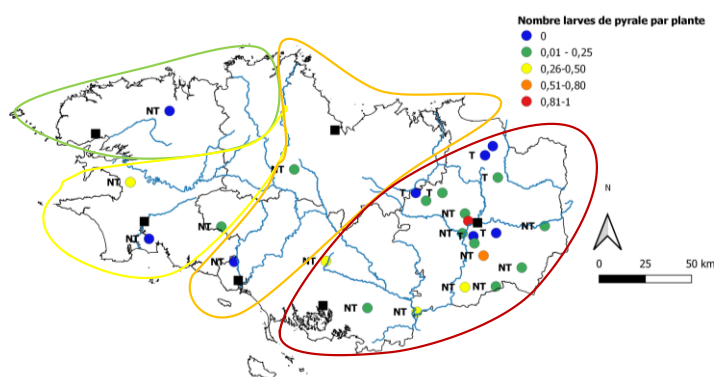 Nombre larves de pyrale par plante
0
0,01 - 0,25
0,26-0,50
0,51-0,80
0,81-1
NT
T
T
NT
NT
T
T
N
NT
NT
NT
T
T
NT
NT
NT
NT
NT
NT
NT
NT
NT
0
25
50 km